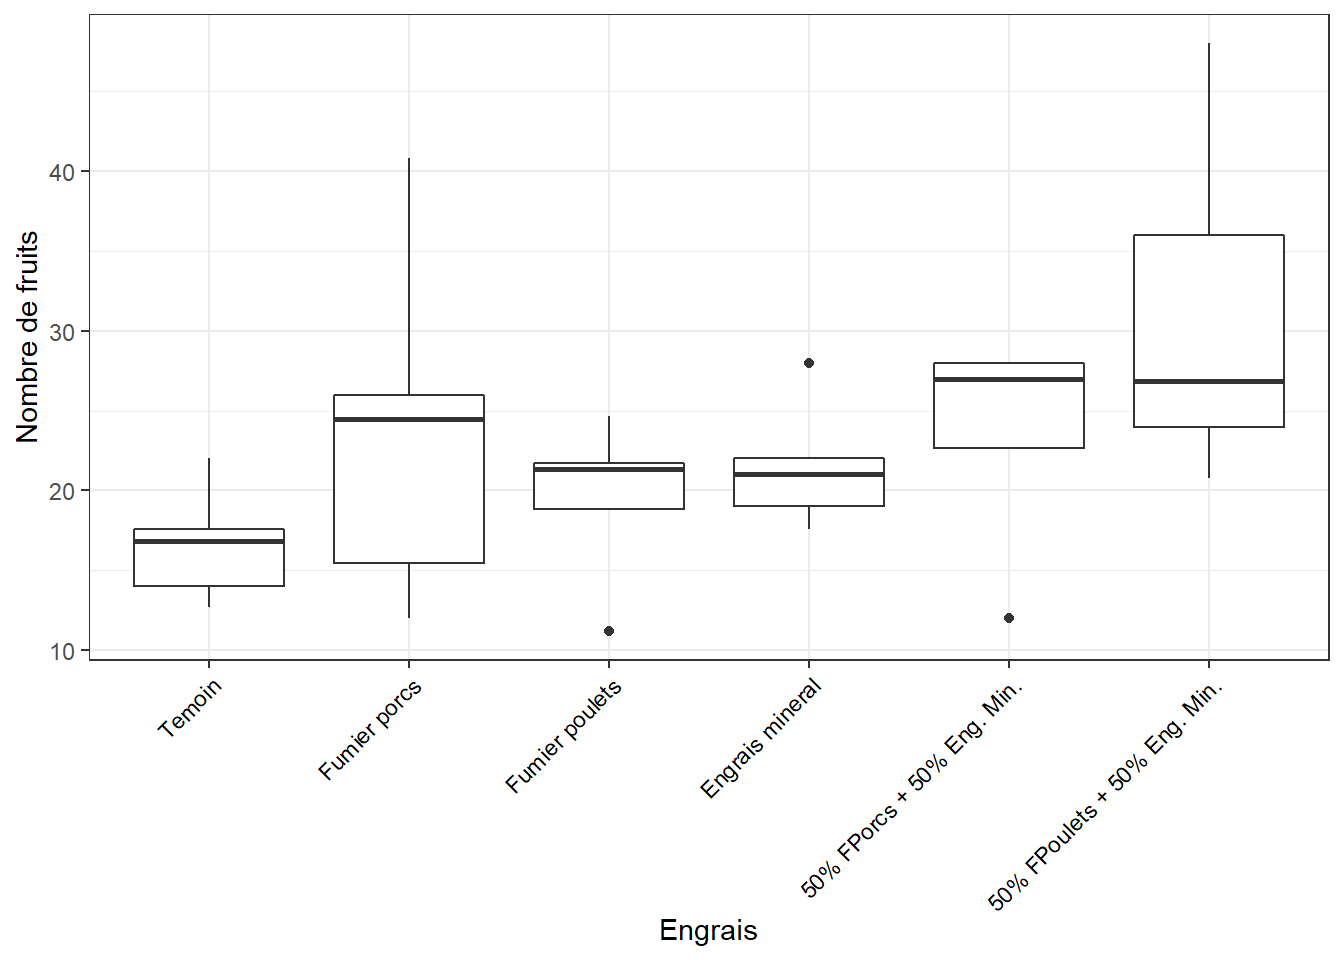 Nombre de fruits
40
30
20
10
Temoin
Fumier porcs
Fumier poulets
Engrais mineral
50% FPorcs + 50% Eng. Min.
50% FPoulets + 50% Eng. Min.
Engrais